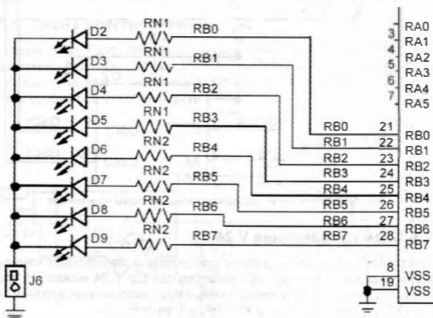 D2 RN1 RB0
D3 RN1 RB1
D4 RN1 RB2
D5 RN1 RB3
D6 RN2 RB4
D7 RN2 RB5
D8 RN2 RB6
D9 RN2 RB7
J6
RA0
3 RA1
4 RA2
5 RA3
6 RA4
7 RA5
RB0 21 RB0
RB1 22 RB1
RB2 23 RB2
RB3 24 RB3
RB4 25 RB4
RB5 26 RB5
RB6 27 RB6
RB7 28 RB7
8 VSS
19 VSS